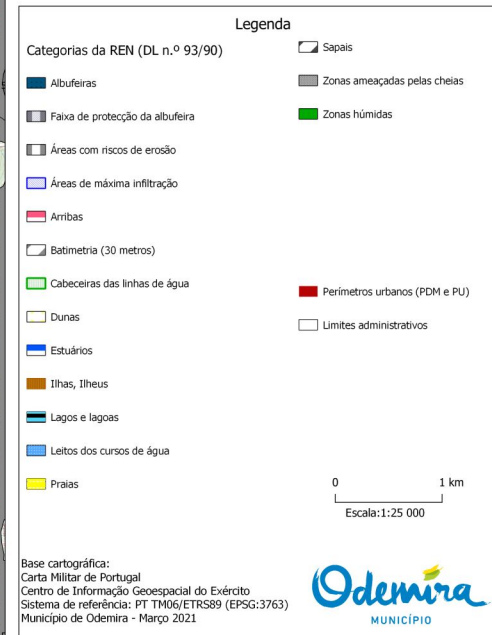 Legenda
Categorias da REN (DL n.º 93/90)
Albufeiras
Faixa de protecção da albufeira
Áreas com riscos de erosão
Áreas de máxima infiltração
Arribas
Batimetria (30 metros)
Cabeceiras das linhas de água
Dunas
Estuários
Ilhas, Ilheus
Lagos e lagoas
Leitos dos cursos de água
Praias
Sapais
Zonas ameaçadas pelas cheias
Zonas húmidas
Perímetros urbanos (PDM e PU)
Limites administrativos
0 1 km
Escala:1:25 000
Base cartográfica:
Carta Militar de Portugal
Centro de Informação Geoespacial do Exército
Sistema de referência: PT TM06/ETRS89 (EPSG:3763)
Município de Odemira - Março 2021
Odemira
MUNICÍPIO